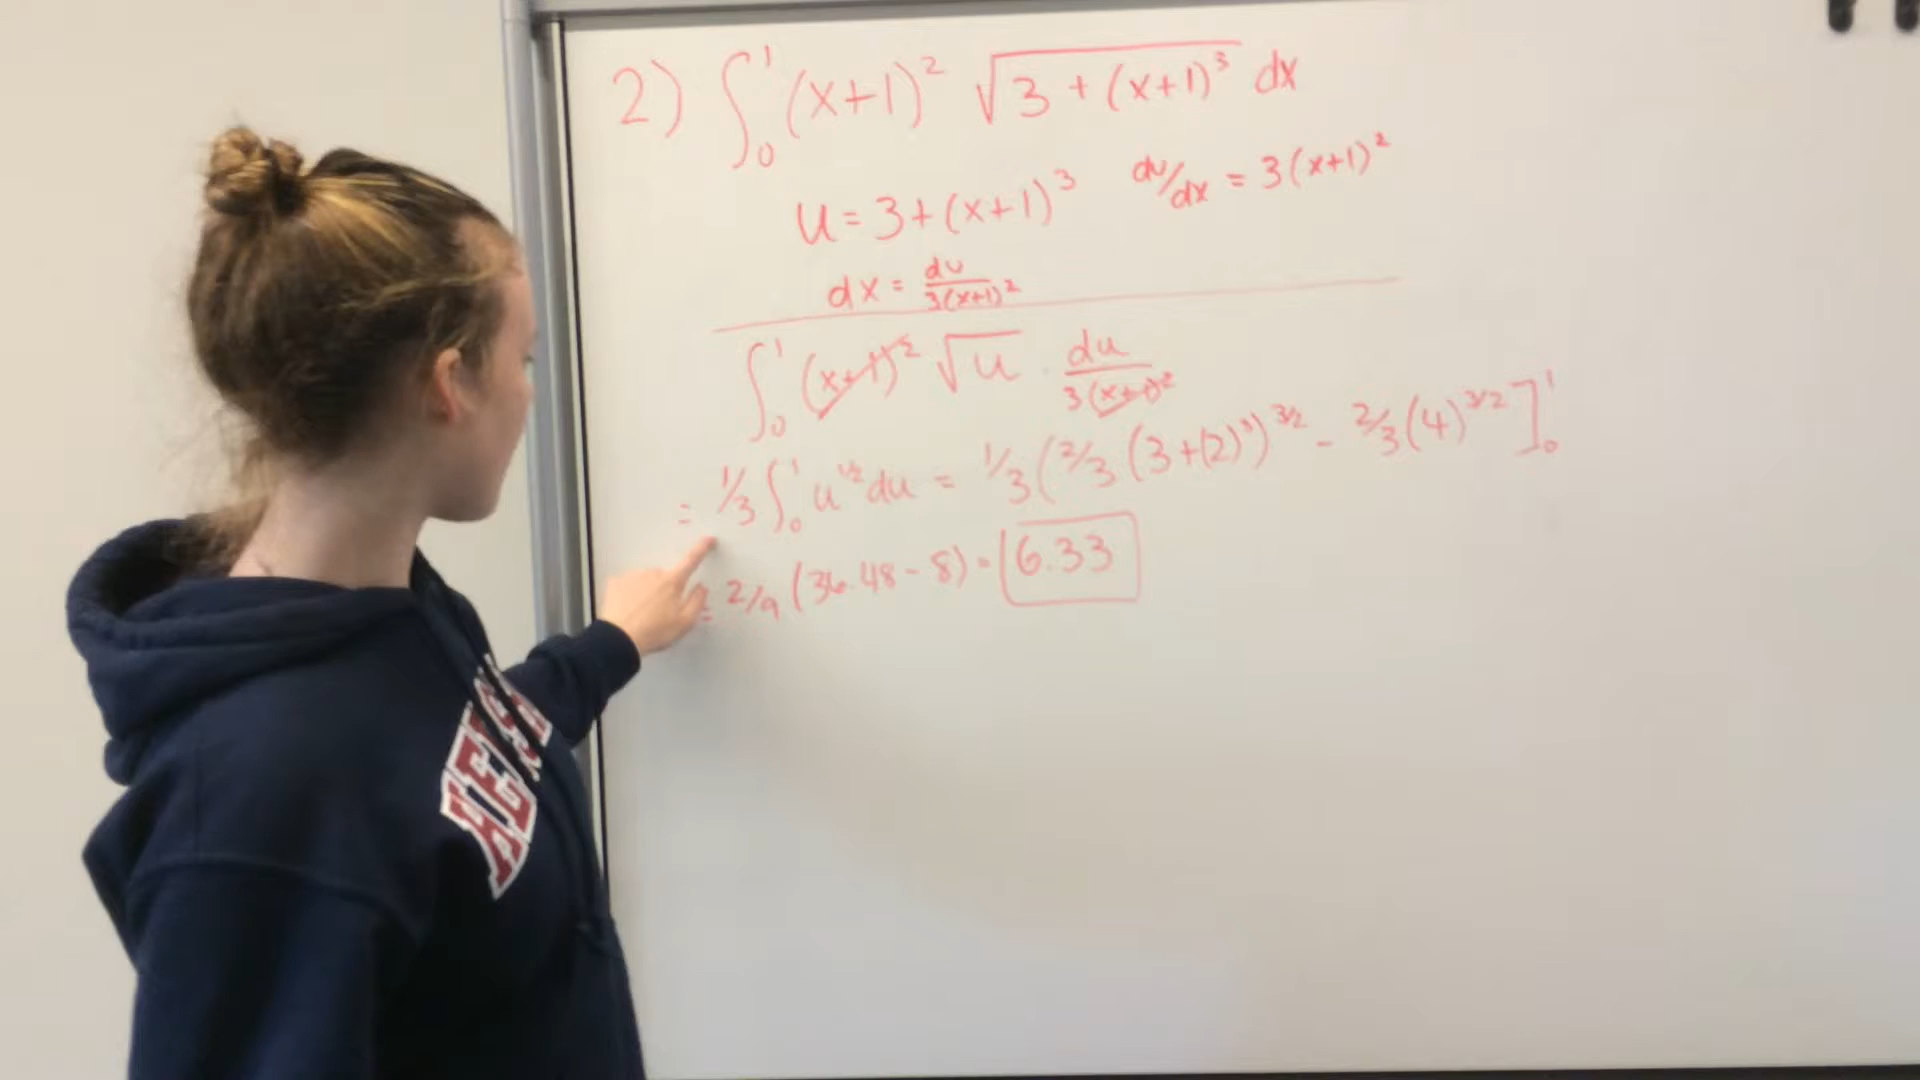 2) ∫₀¹ (x+1)² √(3 + (x+1)³) dx
u = 3+(x+1)³ du/dx = 3(x+1)²
dx = du/3(x+1)²
∫₀¹ (x+1)² √u · du/3(x+1)²
= 1/3 ∫₀¹ u^1/2 du = 1/3 (2/3 (3+(2)³)^3/2 - 2/3 (4)^3/2 ]₀¹
= 2/9 (36.48 - 8) = 6.33